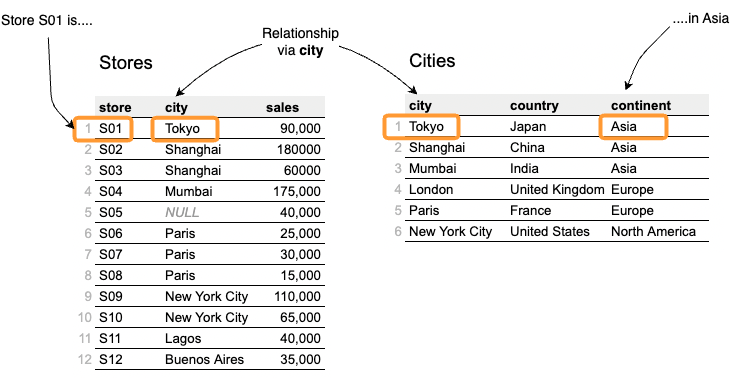 Store S01 is....
Relationship
via city
....in Asia
Stores
store city sales
1 S01 Tokyo 90,000
2 S02 Shanghai 180000
3 S03 Shanghai 60000
4 S04 Mumbai 175,000
5 S05 NULL 40,000
6 S06 Paris 25,000
7 S07 Paris 30,000
8 S08 Paris 15,000
9 S09 New York City 110,000
10 S10 New York City 65,000
11 S11 Lagos 40,000
12 S12 Buenos Aires 35,000
Cities
city country continent
1 Tokyo Japan Asia
2 Shanghai China Asia
3 Mumbai India Asia
4 London United Kingdom Europe
5 Paris France Europe
6 New York City United States North America